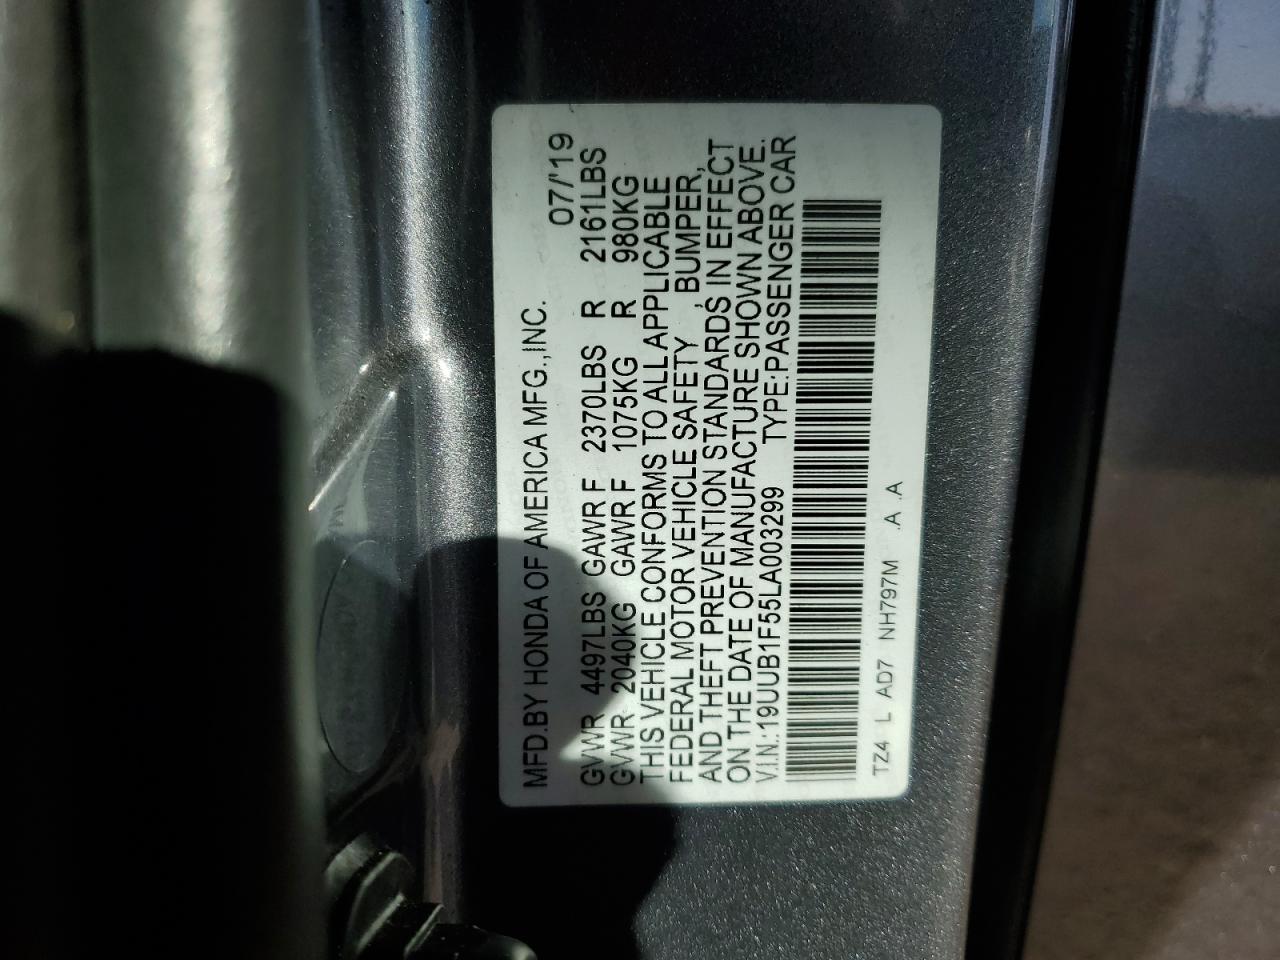 MFD.BY HONDA OF AMERICA MFG.,INC. 07/'19
GVWR 4497LBS GAWR F 2370LBS R 2161LBS
GVWR 2040KG GAWR F 1075KG R 980KG
THIS VEHICLE CONFORMS TO ALL APPLICABLE
FEDERAL MOTOR VEHICLE SAFETY , BUMPER,
AND THEFT PREVENTION STANDARDS IN EFFECT
ON THE DATE OF MANUFACTURE SHOWN ABOVE.
V.I.N.:19UUB1F55LA003299 TYPE:PASSENGER CAR
TZ4 L AD7 NH797M .A .A